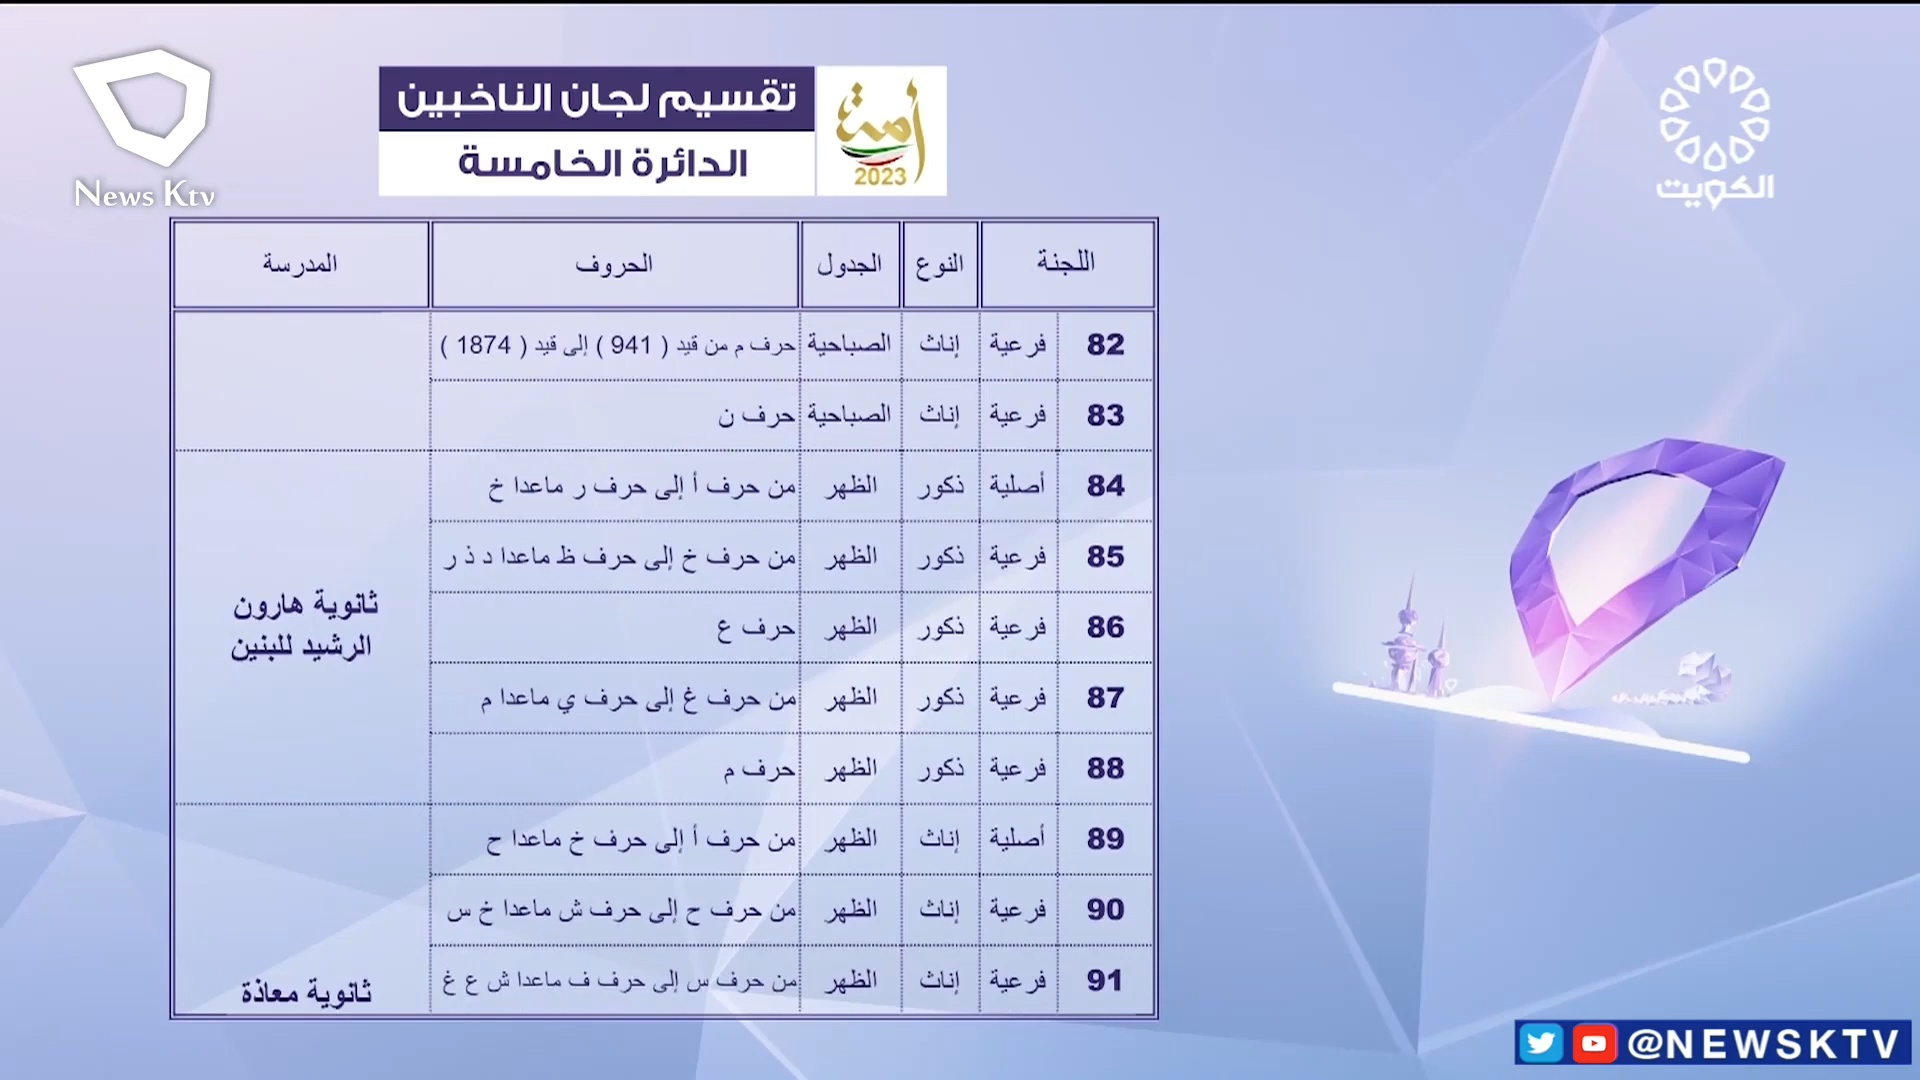 News Ktv
تقسيم لجان الناخبين
الدائرة الخامسة
أمة
2023
الكويت
اللجنة النوع الجدول الحروف المدرسة
82 فرعية إناث الصباحية حرف م من قيد ( 941 ) إلى قيد ( 1874 )
83 فرعية إناث الصباحية حرف ن
84 أصلية ذكور الظهر من حرف أ إلى حرف ر ماعدا خ
85 فرعية ذكور الظهر من حرف خ إلى حرف ظ ماعدا د ذ ر
86 فرعية ذكور الظهر حرف ع
87 فرعية ذكور الظهر من حرف غ إلى حرف ي ماعدا م
88 فرعية ذكور الظهر حرف م
ثانوية هارون
الرشيد للبنين
89 أصلية إناث الظهر من حرف أ إلى حرف خ ماعدا ح
90 فرعية إناث الظهر من حرف ح إلى حرف ش ماعدا خ س
91 فرعية إناث الظهر من حرف س إلى حرف ف ماعدا ش ع غ
ثانوية معاذة
@NEWSKTV